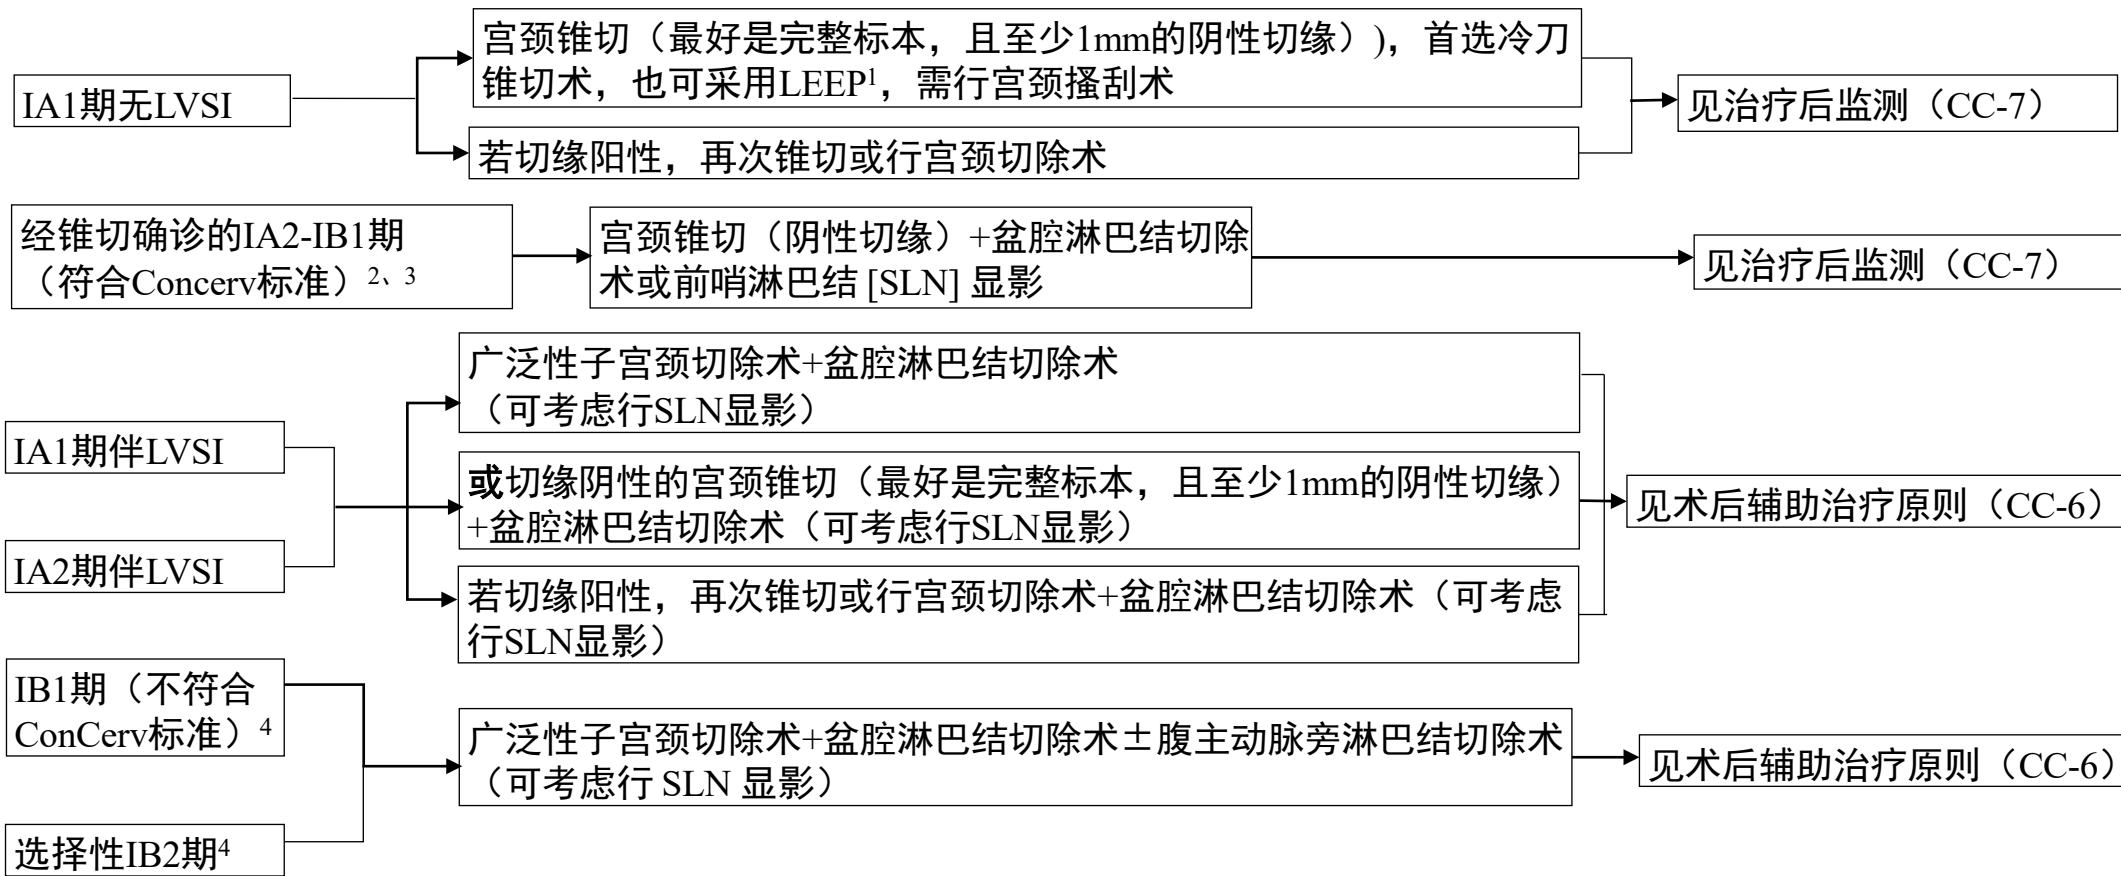 IA1期无LVSI
宫颈锥切（最好是完整标本，且至少1mm的阴性切缘）)，首选冷刀
锥切术，也可采用LEEP1，需行宫颈搔刮术
若切缘阳性，再次锥切或行宫颈切除术
见治疗后监测（CC-7）
经锥切确诊的IA2-IB1期
（符合Concerv标准）2、3
宫颈锥切（阴性切缘）+盆腔淋巴结切除
术或前哨淋巴结 [SLN] 显影
见治疗后监测（CC-7）
IA1期伴LVSI
IA2期伴LVSI
广泛性子宫颈切除术+盆腔淋巴结切除术
（可考虑行SLN显影）
或切缘阴性的宫颈锥切（最好是完整标本，且至少1mm的阴性切缘）
+盆腔淋巴结切除术（可考虑行SLN显影）
若切缘阳性，再次锥切或行宫颈切除术+盆腔淋巴结切除术（可考虑
行SLN显影）
见术后辅助治疗原则（CC-6）
IB1期（不符合
ConCerv标准）4
选择性IB2期4
广泛性子宫颈切除术+盆腔淋巴结切除术±腹主动脉旁淋巴结切除术
（可考虑行 SLN 显影）
见术后辅助治疗原则（CC-6）